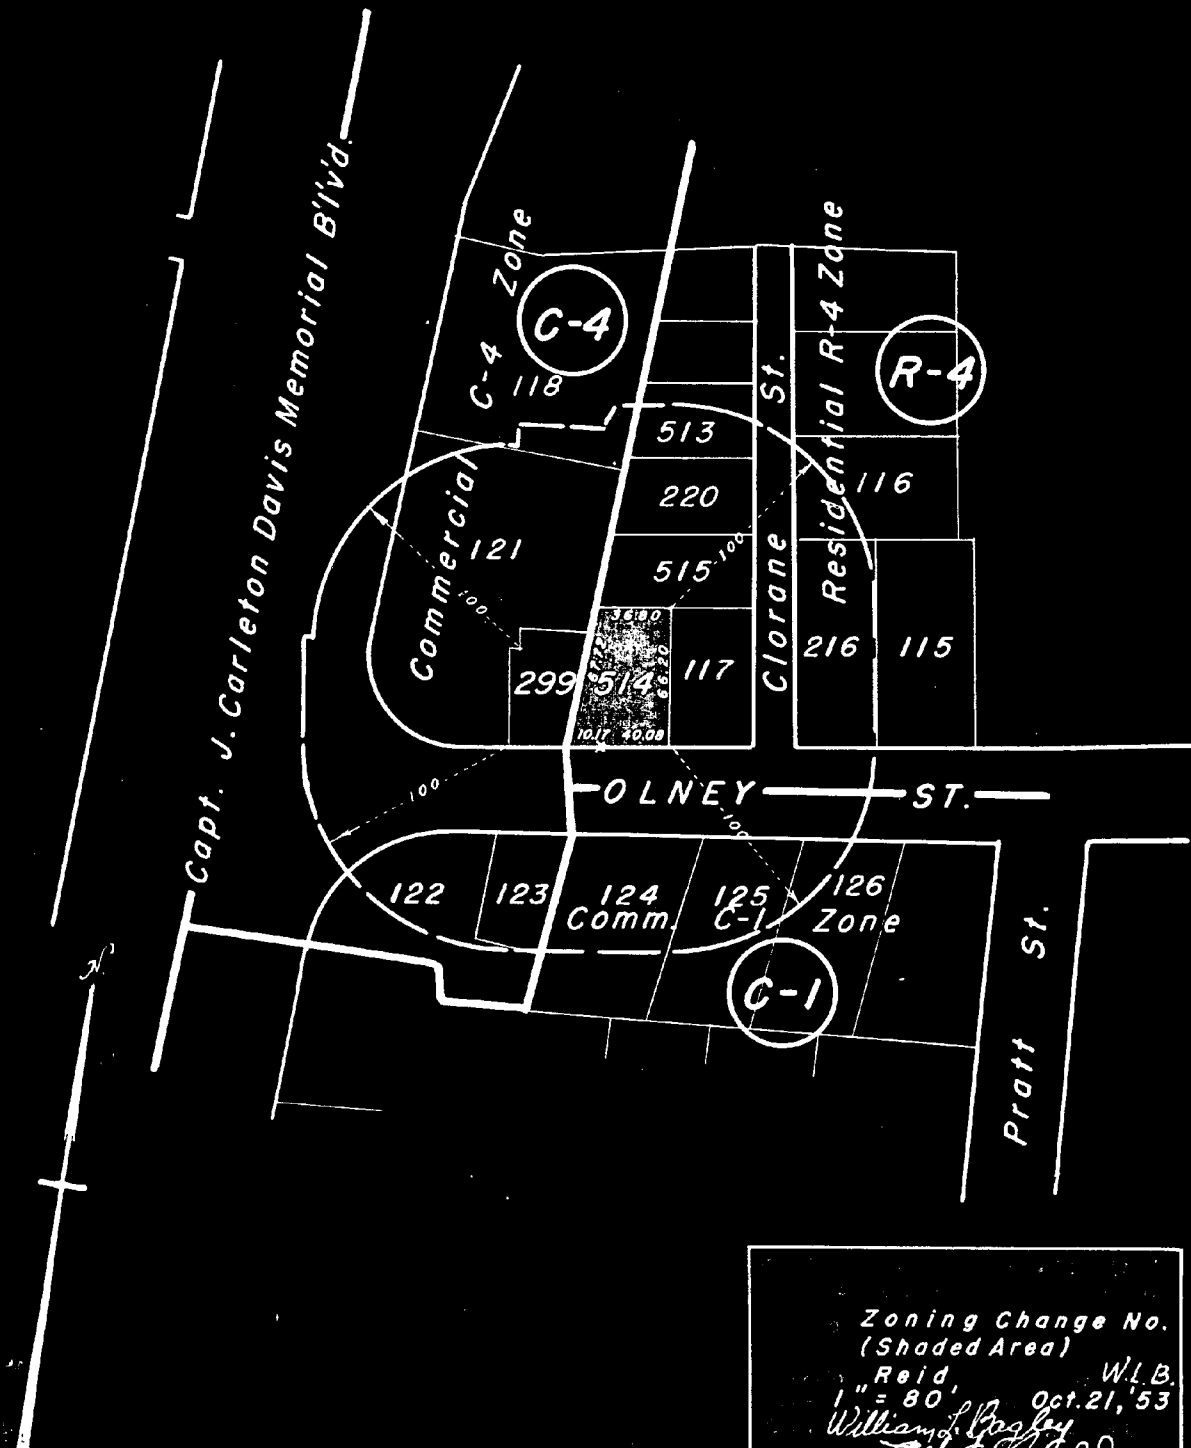 Capt. J. Carleton Davis Memorial B'l'v'd.
C-4 Zone
C-4
118
Commercial
121
513
220
515
100
100
Clorane St.
Residential R-4 Zone
R-4
116
216
115
299
36.80
514
66.20
10.17 40.08
117
OLNEY ST.
100
100
122
123
124
125
126
Comm. C-1 Zone
C-1
Pratt St.
N.
Zoning Change No.
(Shaded Area)
Reid W.L.B.
1" = 80' Oct. 21, '53
William L. Bagley